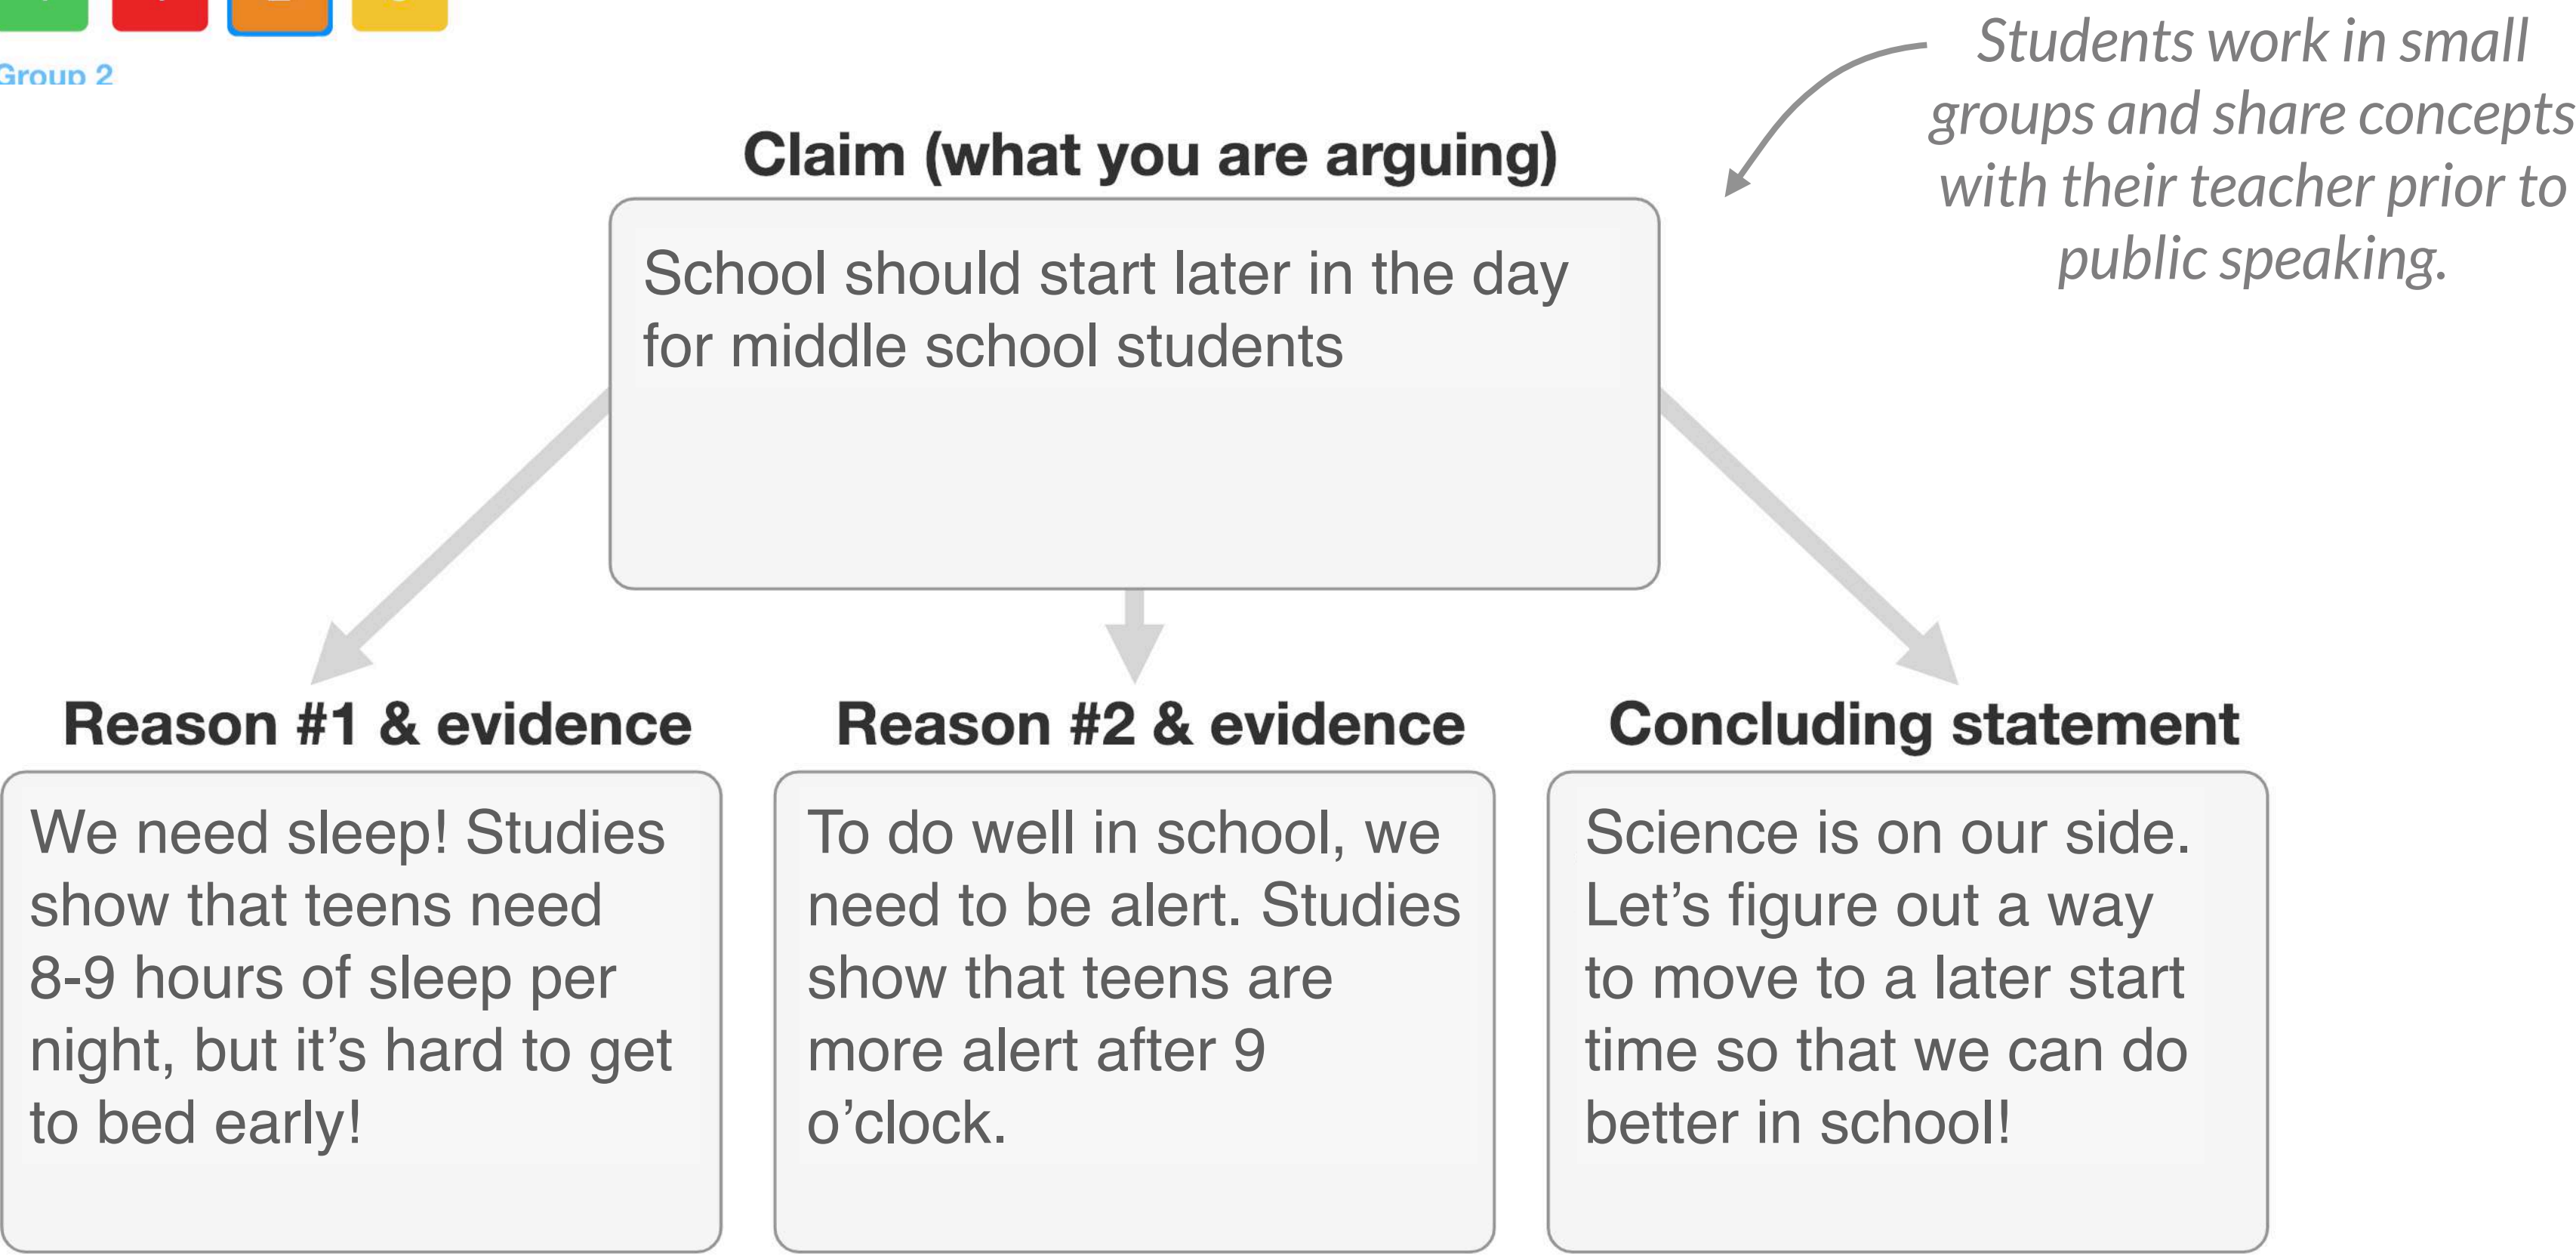 Group 2
Students work in small
groups and share concepts
with their teacher prior to
public speaking.
Claim (what you are arguing)
School should start later in the day
for middle school students
Reason #1 & evidence
We need sleep! Studies
show that teens need
8-9 hours of sleep per
night, but it’s hard to get
to bed early!
Reason #2 & evidence
To do well in school, we
need to be alert. Studies
show that teens are
more alert after 9
o’clock.
Concluding statement
Science is on our side.
Let’s figure out a way
to move to a later start
time so that we can do
better in school!